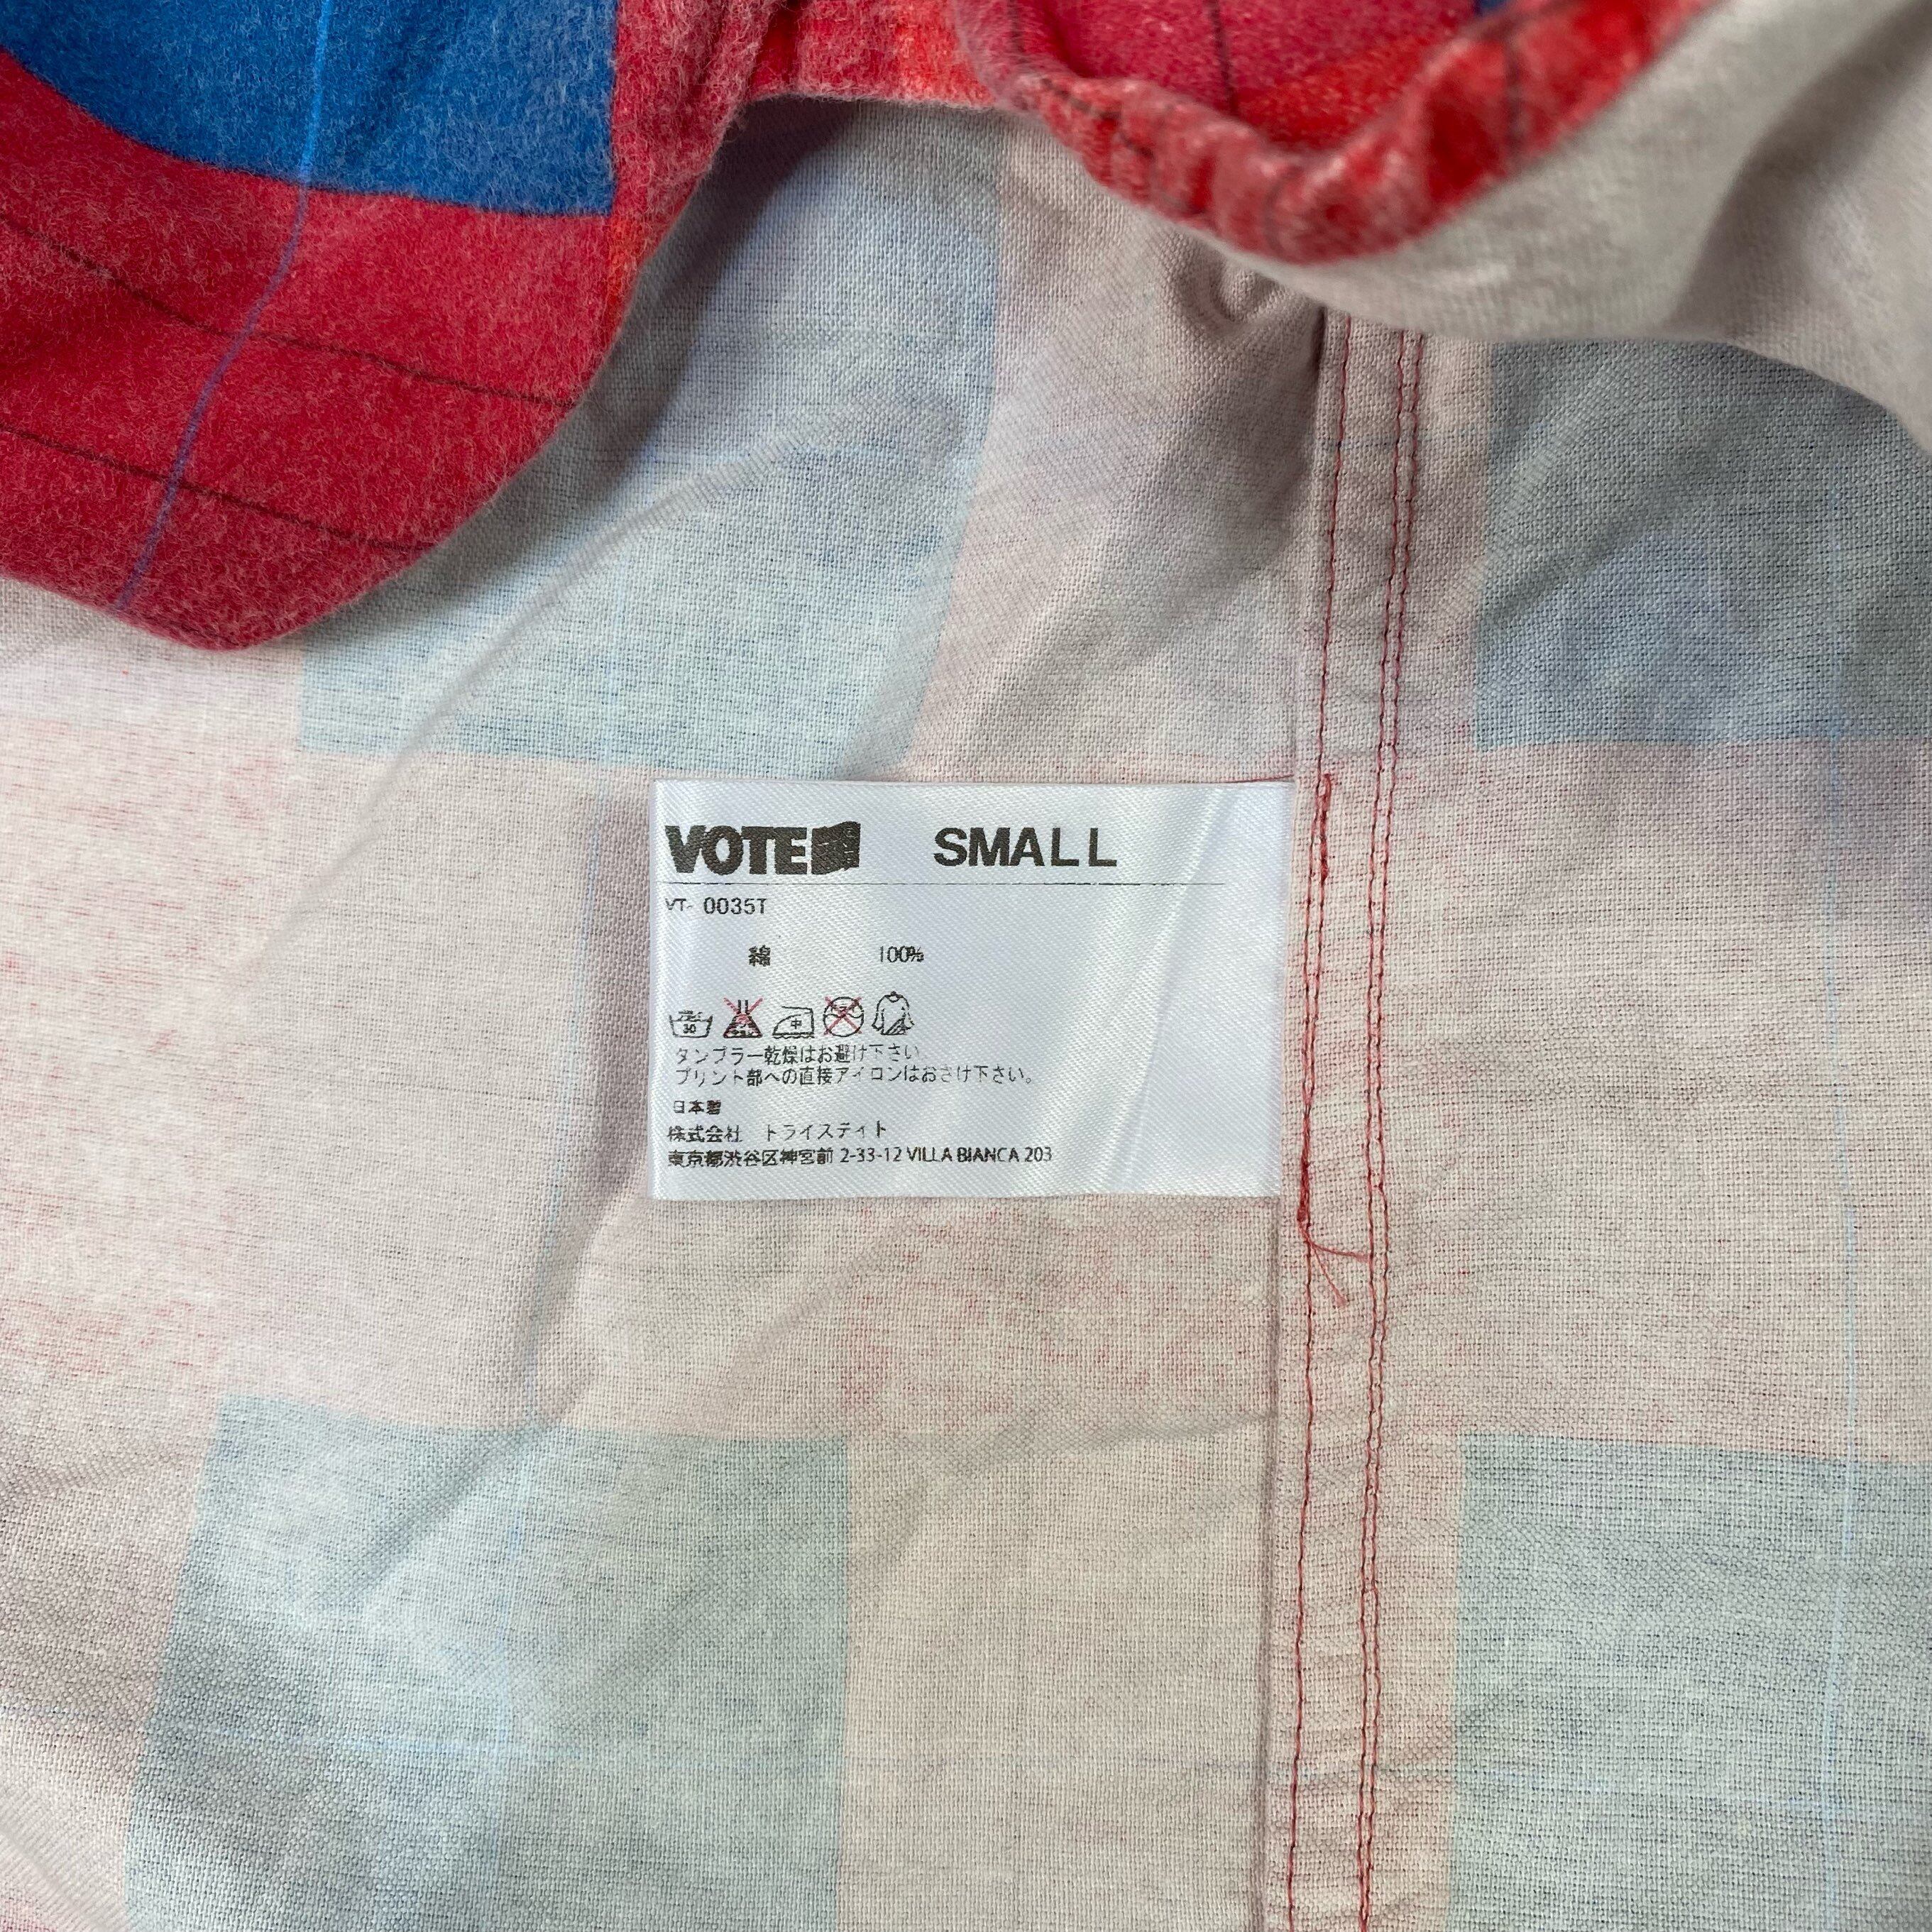 VOTE SMALL
VT- 0035T
綿 100%
30 中
タンブラー乾燥はお避け下さい
プリント部への直接アイロンはおさけ下さい。
日本製
株式会社 トライスティト
東京都渋谷区神宮前 2-33-12 VILLA BIANCA 203